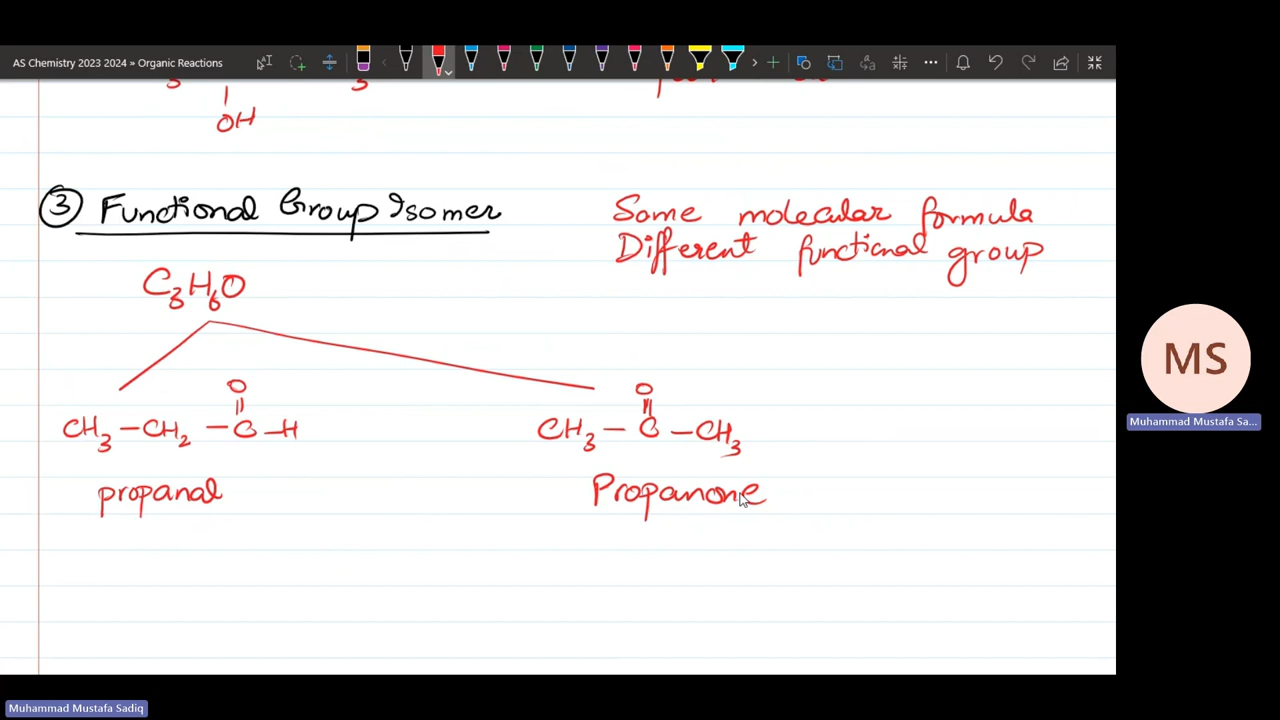 AS Chemistry 2023 2024 » Organic Reactions
OH
③ Functional Group Isomer
Same molecular formula
Different functional group
C3H6O
O
||
CH3 – CH2 – C – H
propanal
O
||
CH3 – C – CH3
Propanone
MS
Muhammad Mustafa Sa...
Muhammad Mustafa Sadiq